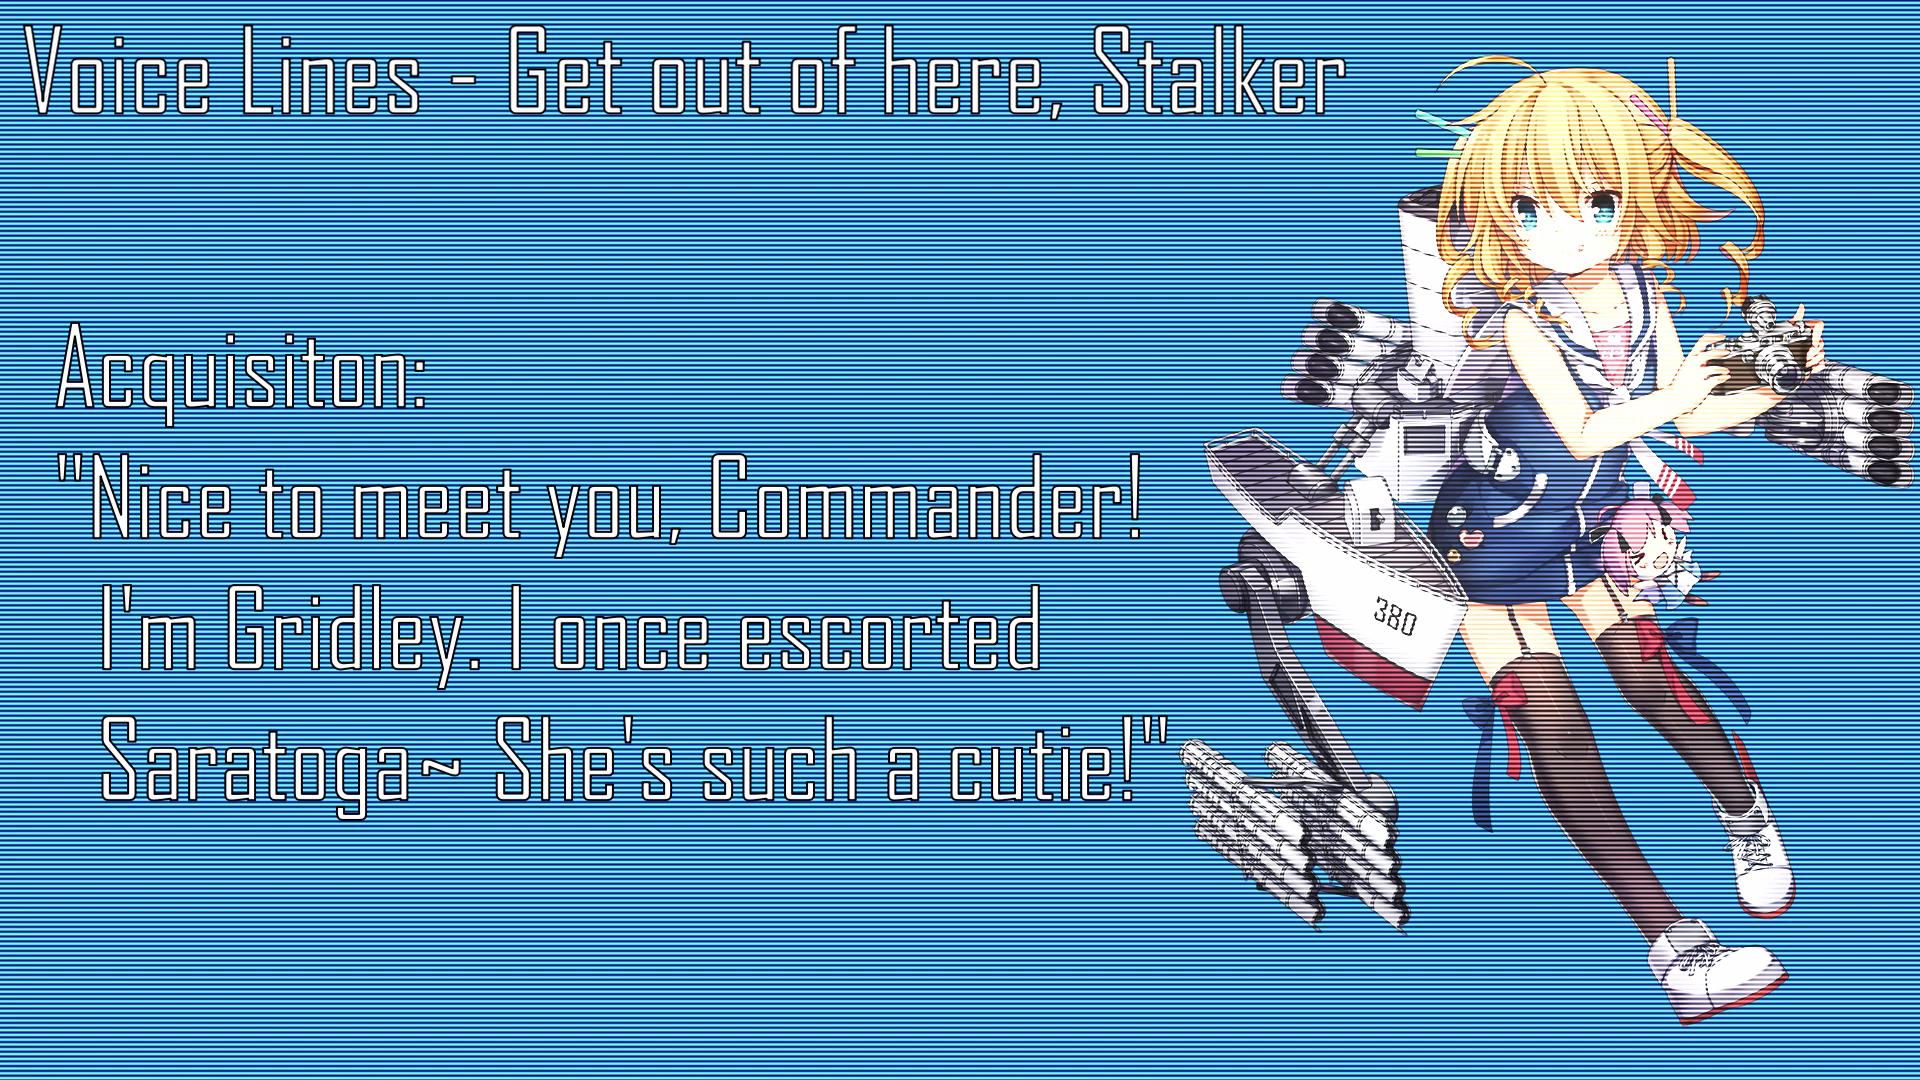 Voice Lines - Get out of here, Stalker
Acquisiton:
"Nice to meet you, Commander!
I'm Gridley. I once escorted
Saratoga~ She's such a cutie!"
380